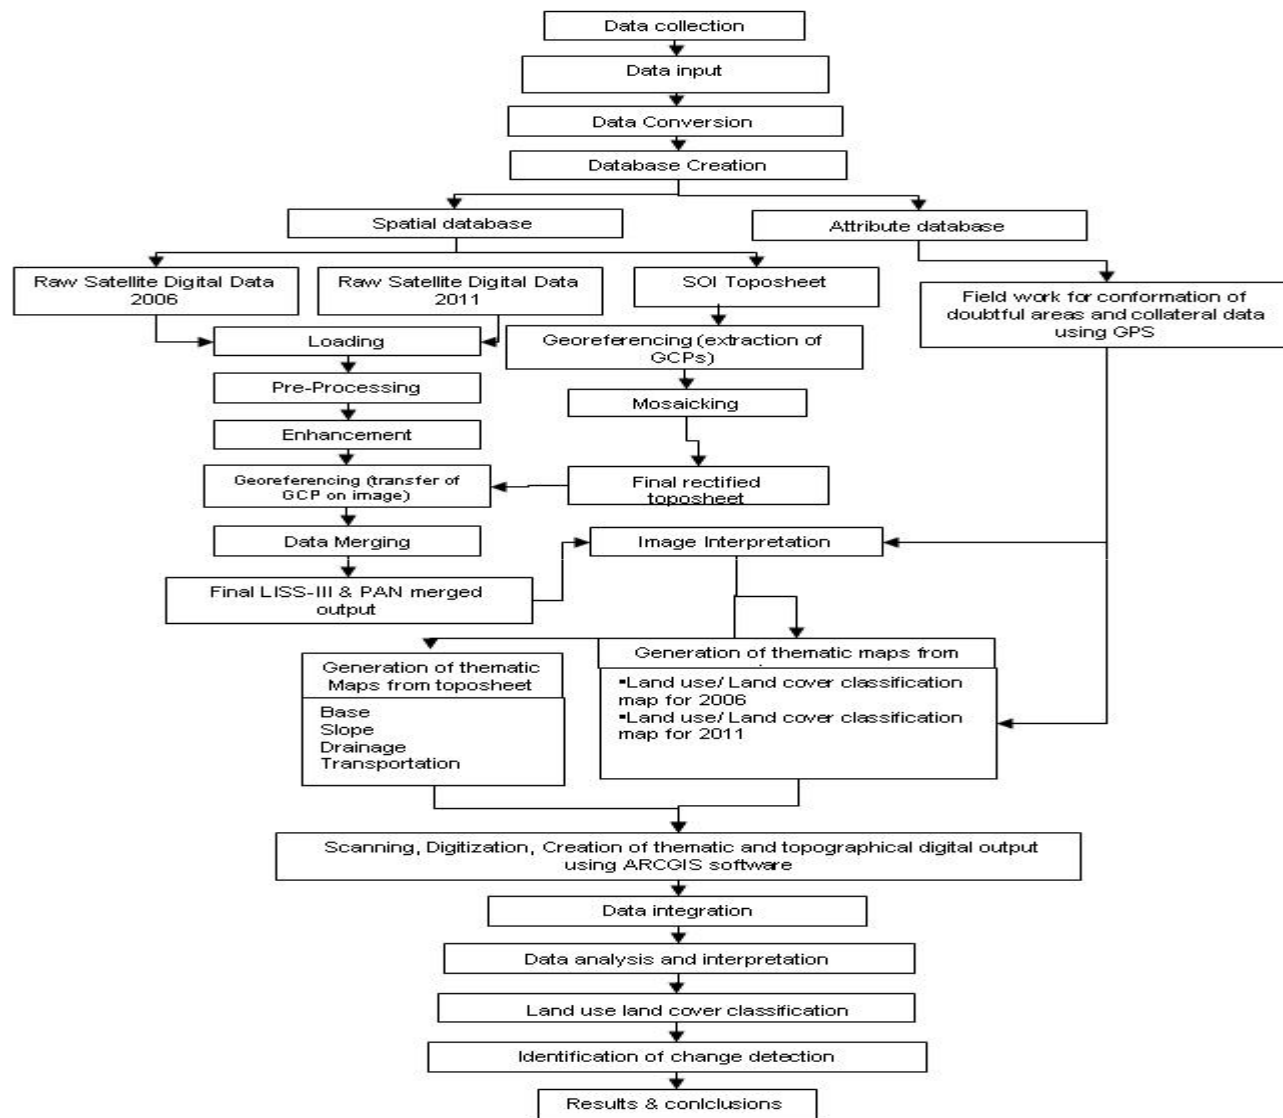 Data collection
Data input
Data Conversion
Database Creation
Spatial database
Attribute database
Raw Satellite Digital Data
2006
Raw Satellite Digital Data
2011
SOI Toposheet
Field work for conformation of
doubtful areas and collateral data
using GPS
Loading
Georeferencing (extraction of
GCPs)
Pre-Processing
Mosaicking
Enhancement
Georeferencing (transfer of
GCP on image)
Final rectified
toposheet
Data Merging
Image Interpretation
Final LISS-III & PAN merged
output
Generation of thematic
Maps from toposheet
Base
Slope
Drainage
Transportation
Generation of thematic maps from
▪Land use/ Land cover classification
map for 2006
▪Land use/ Land cover classification
map for 2011
Scanning, Digitization, Creation of thematic and topographical digital output
using ARCGIS software
Data integration
Data analysis and interpretation
Land use land cover classification
Identification of change detection
Results & conlclusions